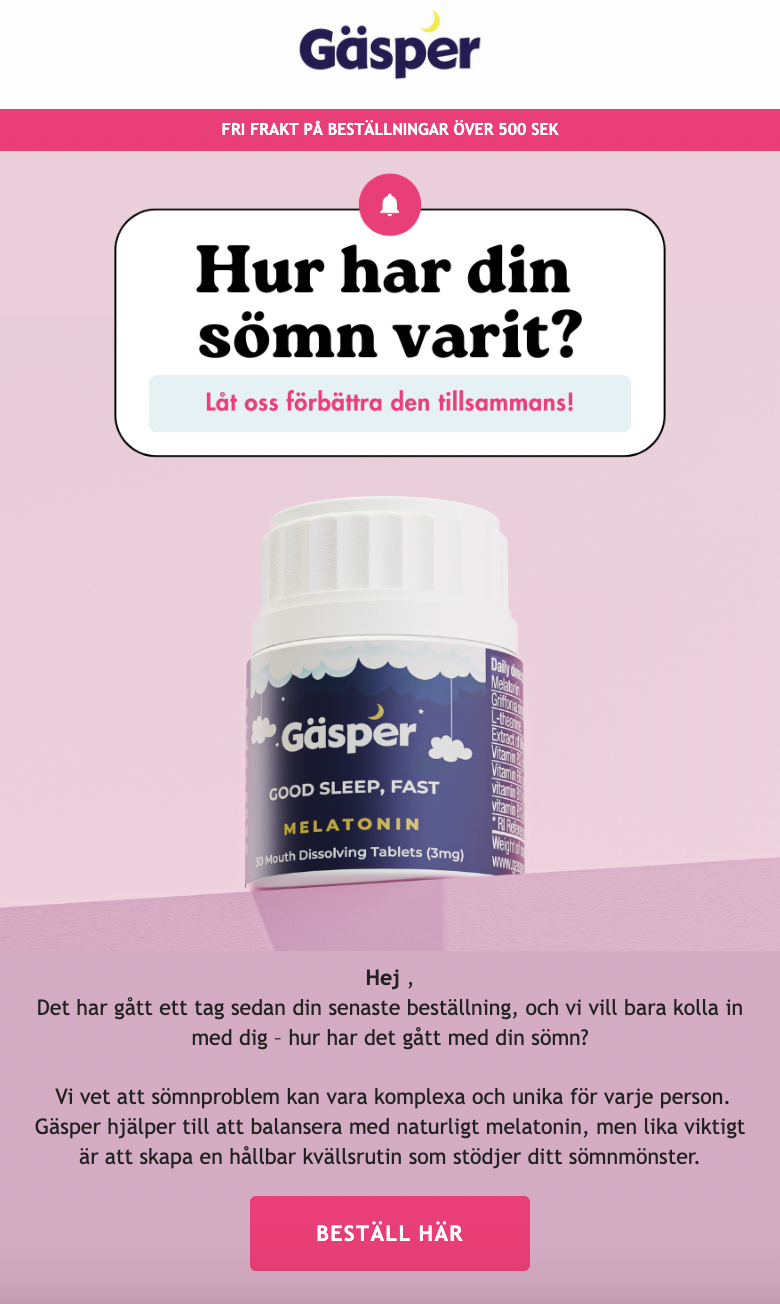 Gäsper
FRI FRAKT PÅ BESTÄLLNINGAR ÖVER 500 SEK
Hur har din
sömn varit?
Låt oss förbättra den tillsammans!
Gäsper
GOOD SLEEP, FAST
MELATONIN
30 Mouth Dissolving Tablets (3mg)
Daily
Melatonin
Griffonia
L-theanine
Extract of
Vitamin
Vitamin
vitamin
vitamin
* RI
Weight of
Hej ,
Det har gått ett tag sedan din senaste beställning, och vi vill bara kolla in
med dig – hur har det gått med din sömn?
Vi vet att sömnproblem kan vara komplexa och unika för varje person.
Gäsper hjälper till att balansera med naturligt melatonin, men lika viktigt
är att skapa en hållbar kvällsrutin som stödjer ditt sömnmönster.
BESTÄLL HÄR